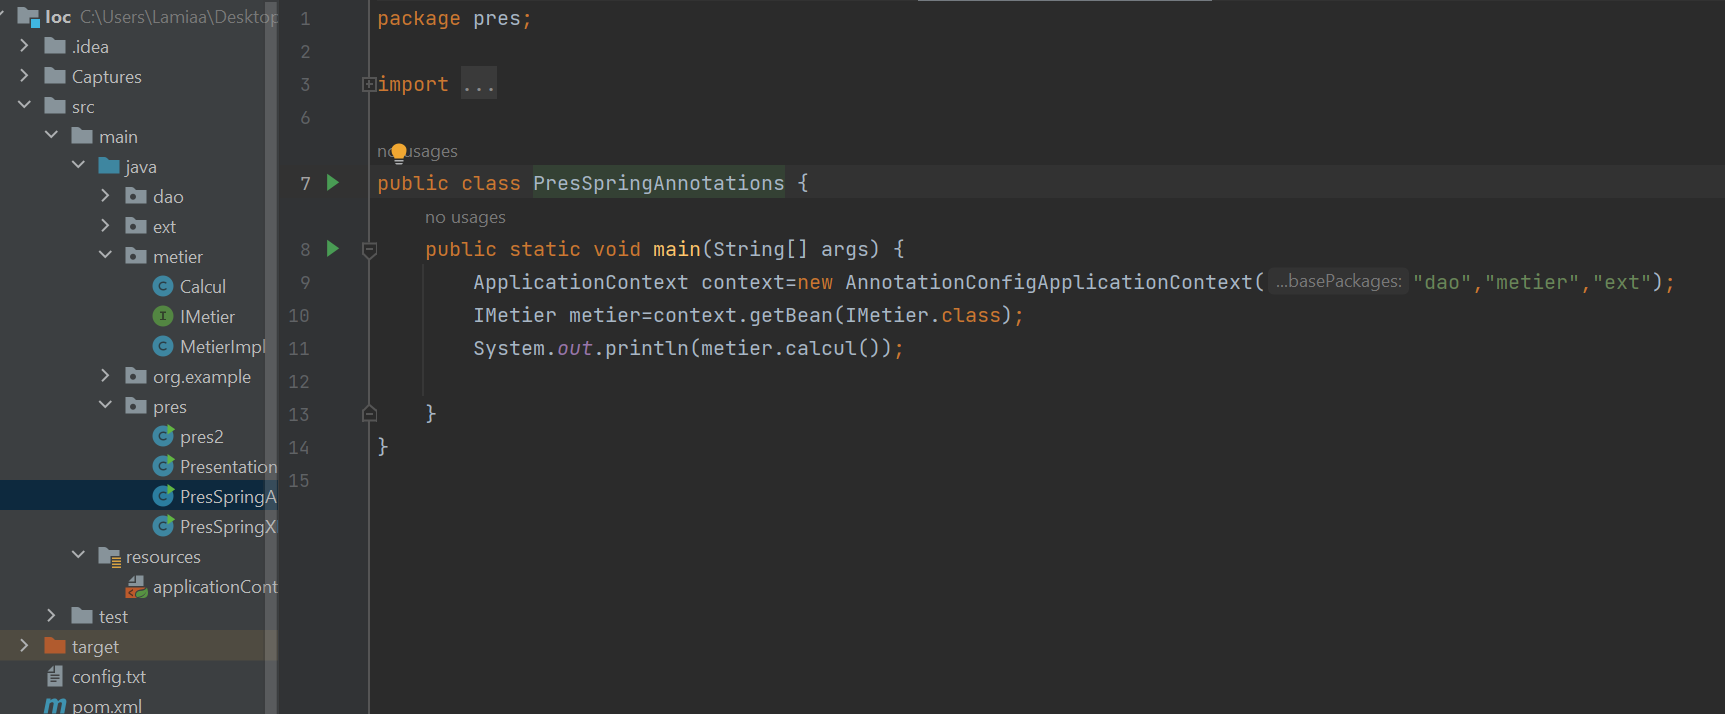 Ioc C:\Users\Lamiaa\Desktop
.idea
Captures
src
main
java
dao
ext
metier
Calcul
IMetier
MetierImpl
org.example
pres
pres2
Presentation
PresSpringA
PresSpringX
resources
applicationCont
test
target
config.txt
pom.xml
1 package pres;
2
3 import ...
6
no usages
7 public class PresSpringAnnotations {
no usages
8 public static void main(String[] args) {
9 ApplicationContext context=new AnnotationConfigApplicationContext( ...basePackages: "dao","metier","ext");
10 IMetier metier=context.getBean(IMetier.class);
11 System.out.println(metier.calcul());
12
13 }
14 }
15